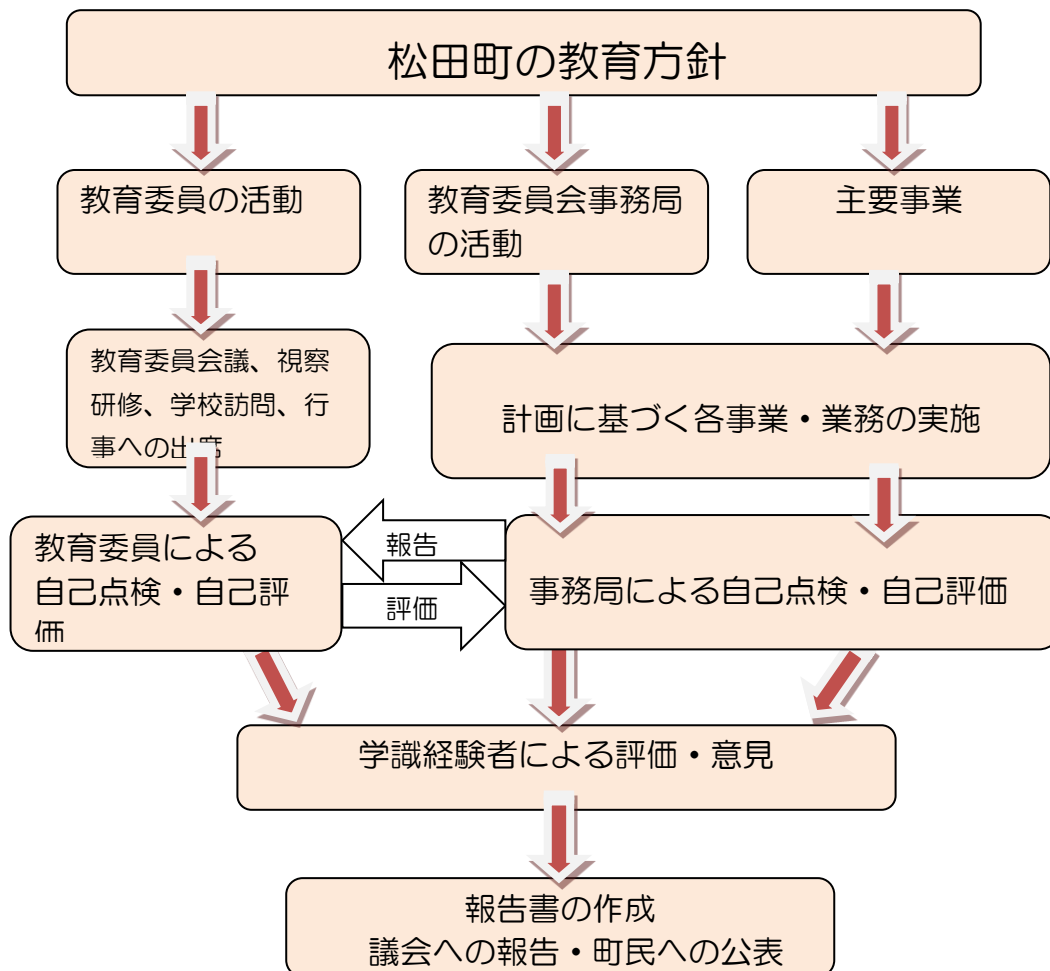 松田町の教育方針
教育委員の活動
教育委員会事務局
の活動
主要事業
教育委員会議、視察
研修、学校訪問、行
事への出席
計画に基づく各事業・業務の実施
教育委員による
自己点検・自己評
価
報告
評価
事務局による自己点検・自己評価
学識経験者による評価・意見
報告書の作成
議会への報告・町民への公表